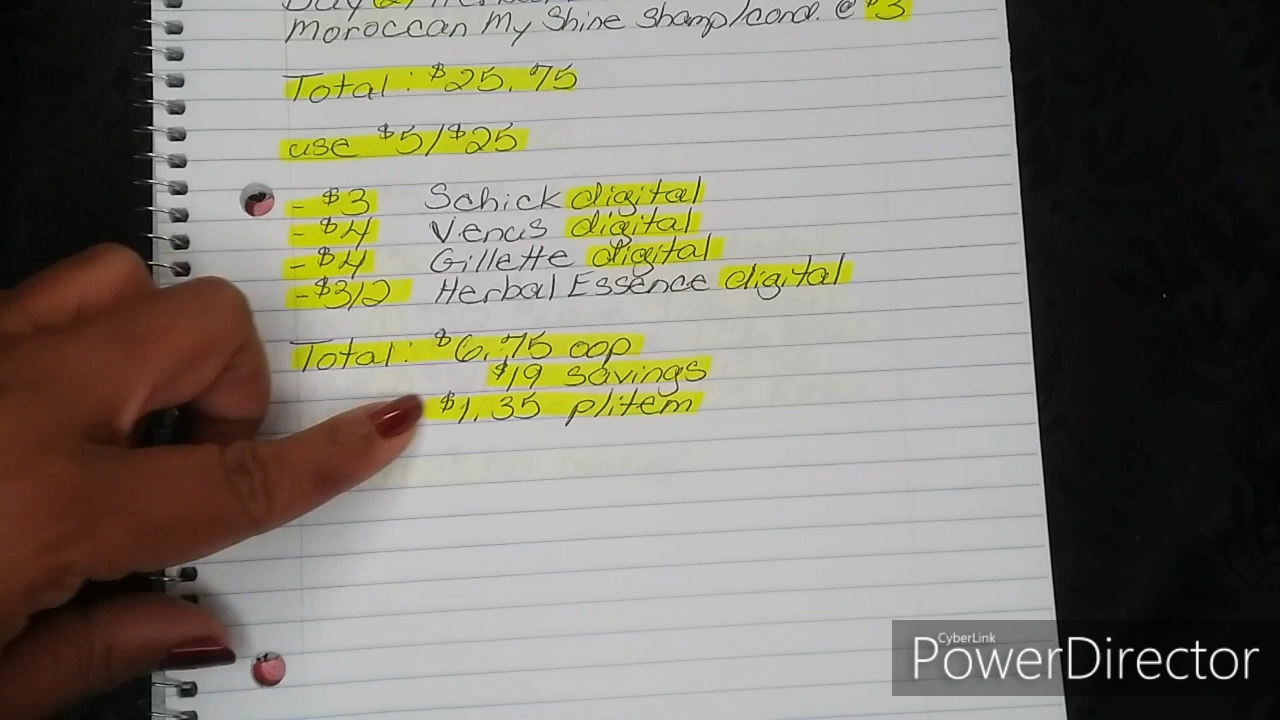 Moroccan My Shine Shamp/cond. @ $3
Total: $25.75
use $5/$25
- $3 Schick digital
- $4 Venus digital
- $4 Gillette digital
- $3/2 Herbal Essence digital
Total: $6.75 oop
$19 savings
$1.35 p/item
CyberLink
PowerDirector